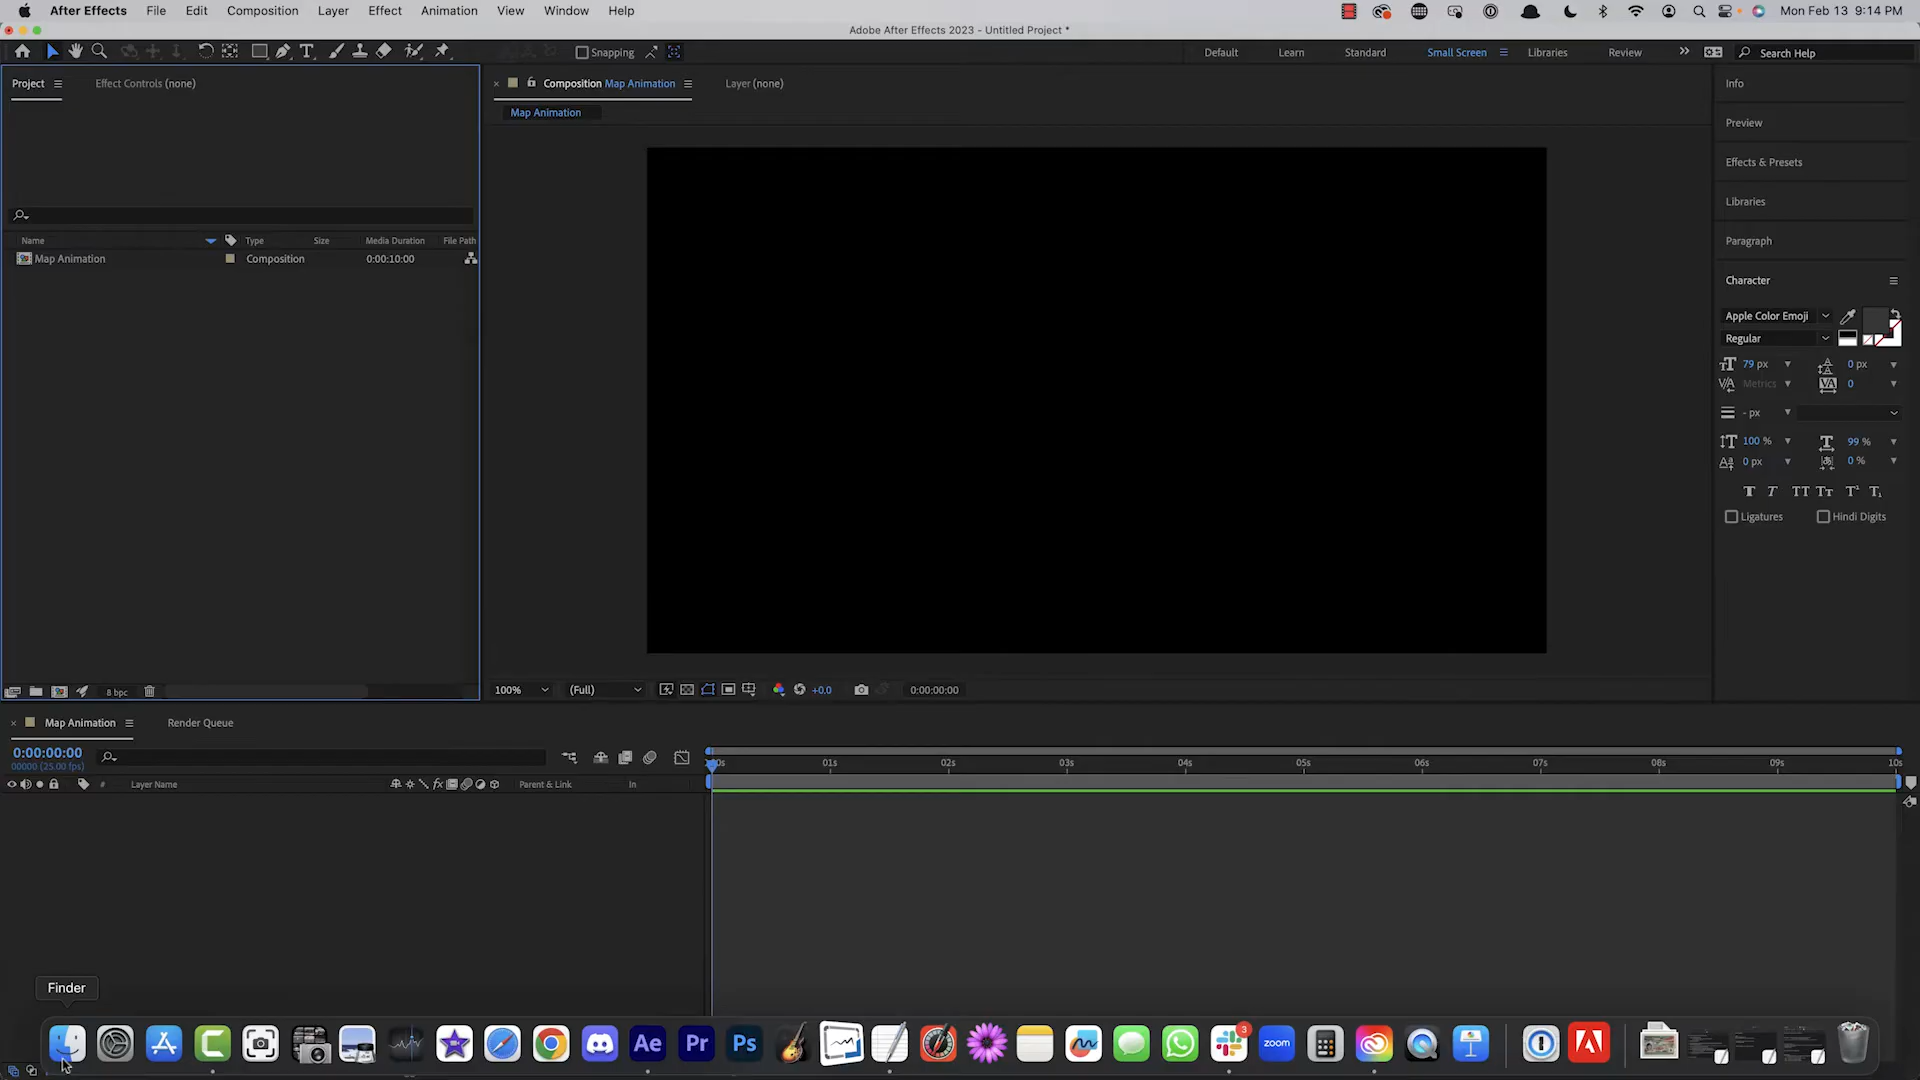 After Effects File Edit Composition Layer Effect Animation View Window Help Mon Feb 13 9:14 PM
Adobe After Effects 2023 - Untitled Project *
Snapping Default Learn Standard Small Screen Libraries Review Search Help
Project Effect Controls (none) Composition Map Animation Layer (none) Info
Map Animation
Preview
Effects & Presets
Libraries
Name Type Size Media Duration File Path Paragraph
Map Animation Composition 0:00:10:00
Character
Apple Color Emoji
Regular
79 px 0 px
Metrics 0
- px
100 % 99 %
0 px 0 %
Ligatures Hindi Digits
8 bpc 100% (Full) +0.0 0:00:00:00
Map Animation Render Queue
0:00:00:00
00000 (25.00 fps)
01s 02s 03s 04s 05s 06s 07s 08s 09s 10s
# Layer Name fx Parent & Link In
Finder
Ae Pr Ps 3 zoom